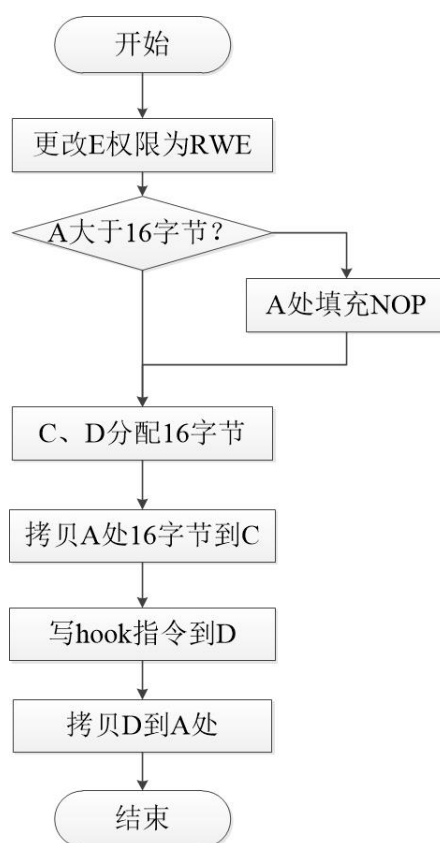 开始
更改E权限为RWE
A大于16字节？
A处填充NOP
C、D分配16字节
拷贝A处16字节到C
写hook指令到D
拷贝D到A处
结束